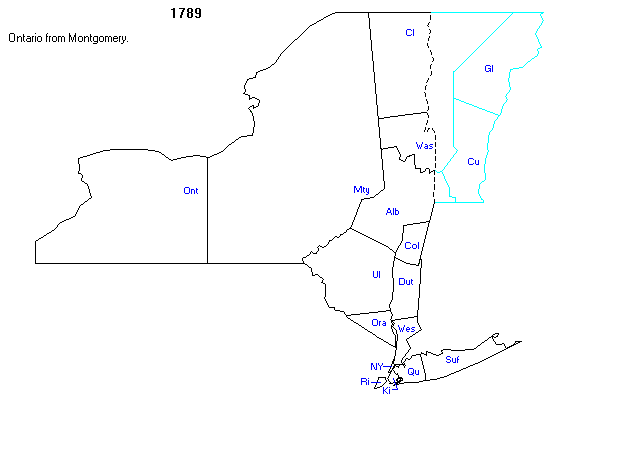 1789
Ontario from Montgomery.
Cl
Gl
Was
Cu
Ont
Mty
Alb
Col
Ul
Dut
Ora
Wes
NY
Qu
Suf
Ri
Ki